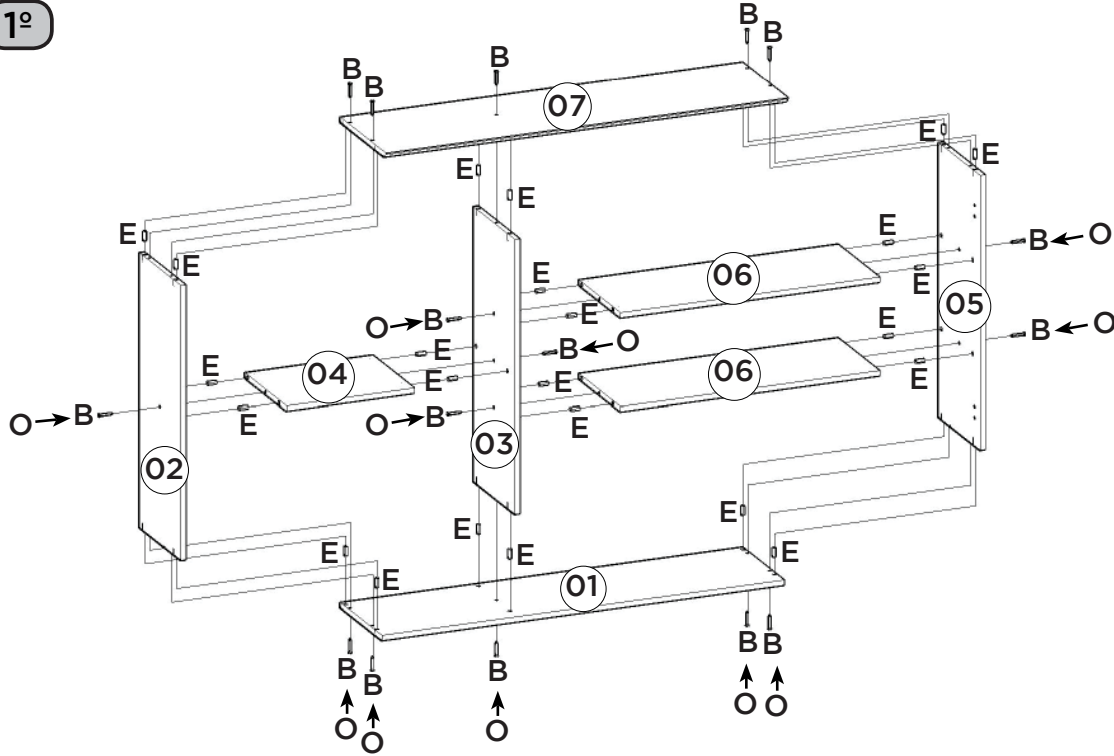 1º
B B
B B B
07
E E
E E
E E
E E B ← O
06
E E
O → B E 05
B ← O E B ← O
04 E
E E 06 E
O → B E E
O → B E
03
02
E E
E E E
E 01
B B B B B
O O O O O